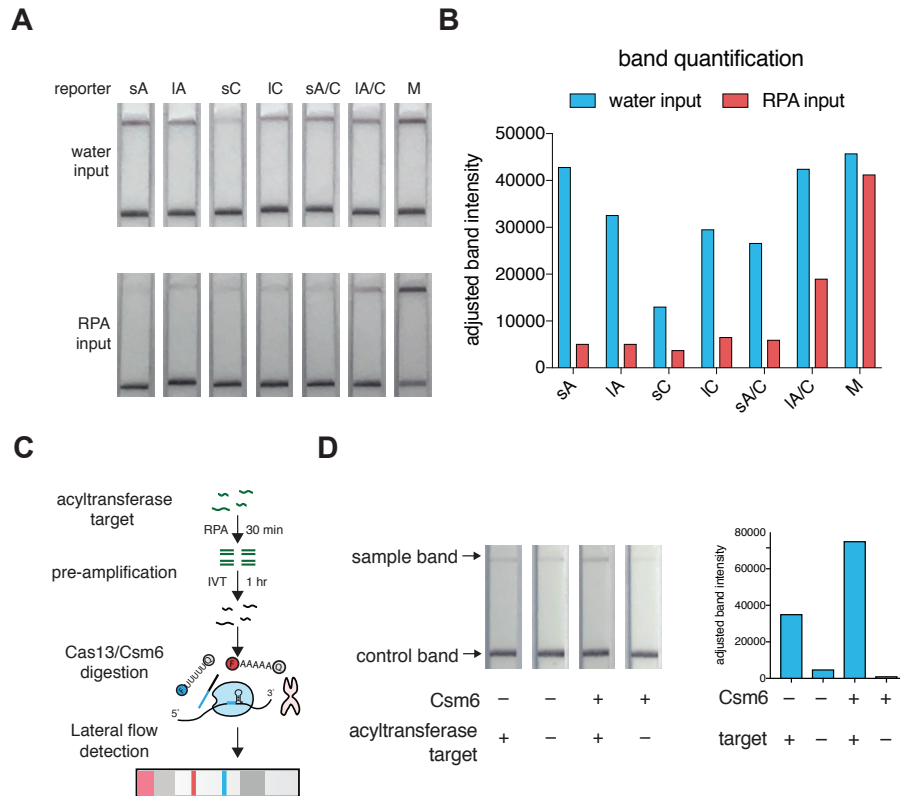 A
reporter sA lA sC lC sA/C lA/C M
water
input
RPA
input
B
band quantification
water input RPA input
adjusted band intensity
50000
40000
30000
20000
10000
0
sA lA sC lC sA/C lA/C M
C
acyltransferase
target
RPA 30 min
pre-amplification
IVT 1 hr
Cas13/Csm6
digestion
UUUUU Q
F AAAAA Q
5' 3'
Lateral flow
detection
D
sample band
control band
Csm6 – – + +
acyltransferase
target
+ – + –
adjusted band intensity
80000
60000
40000
20000
0
Csm6 – – + +
target + – + –